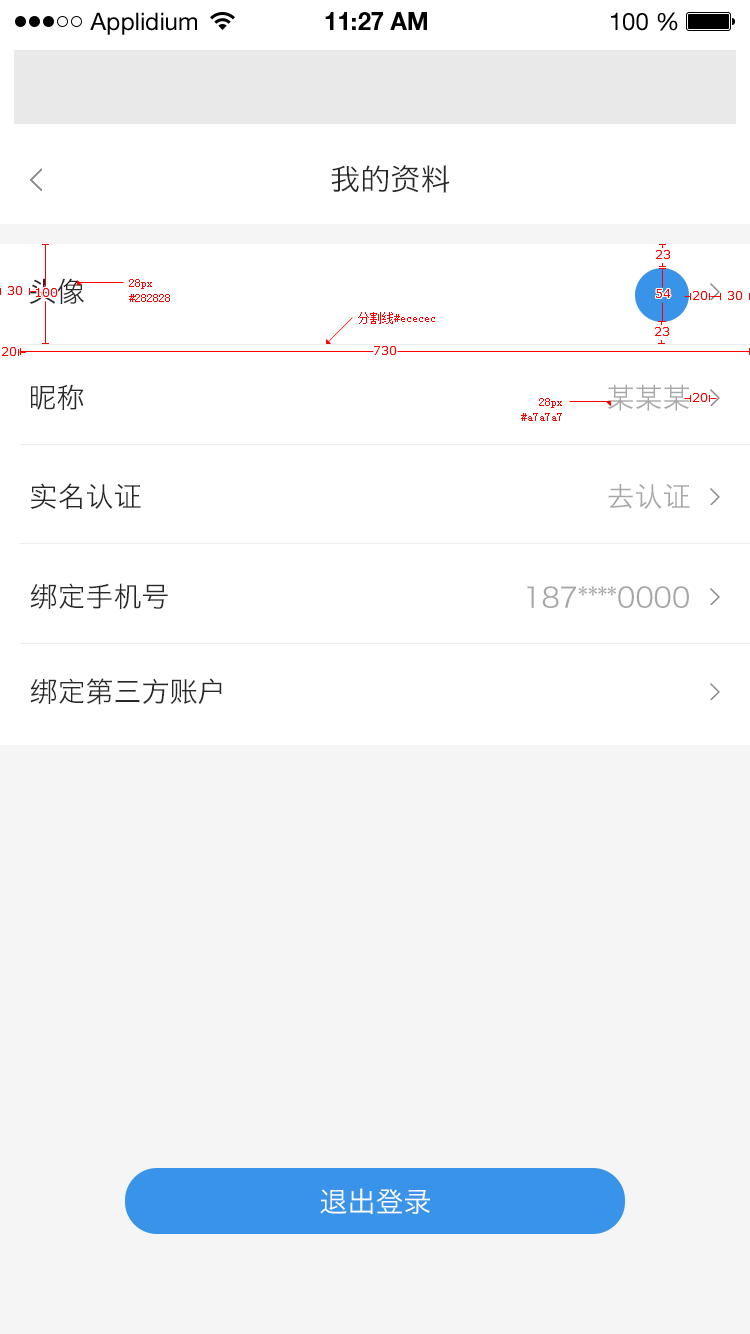 Applidium 11:27 AM 100 %
我的资料
23
头像
28px
#282828
30 100 54 20 30
分割线#ececec
23
20 730
昵称
28px
#a7a7a7
某某某 20
实名认证 去认证
绑定手机号 187****0000
绑定第三方账户
退出登录